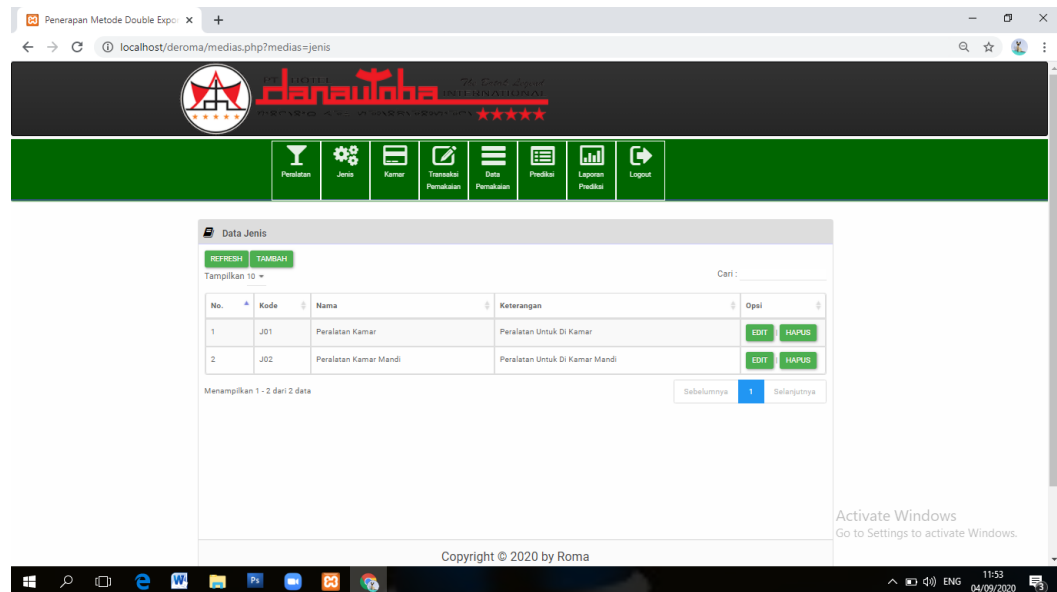 Penerapan Metode Double Expo
localhost/deroma/medias.php?medias=jenis
danautoba
INTERNATIONAL
Peralatan
Jenis
Kamar
Transaksi
Pemakaian
Data
Pemakaian
Prediksi
Laporan
Prediksi
Logout
Data Jenis
REFRESH TAMBAH
Tampilkan 10
Cari :
No. Kode Nama Keterangan Opsi
1 J01 Peralatan Kamar Peralatan Untuk Di Kamar EDIT | HAPUS
2 J02 Peralatan Kamar Mandi Peralatan Untuk Di Kamar Mandi EDIT | HAPUS
Menampilkan 1 - 2 dari 2 data
Sebelumnya 1 Selanjutnya
Activate Windows
Go to Settings to activate Windows.
Copyright © 2020 by Roma
ENG
11:53
04/09/2020
3